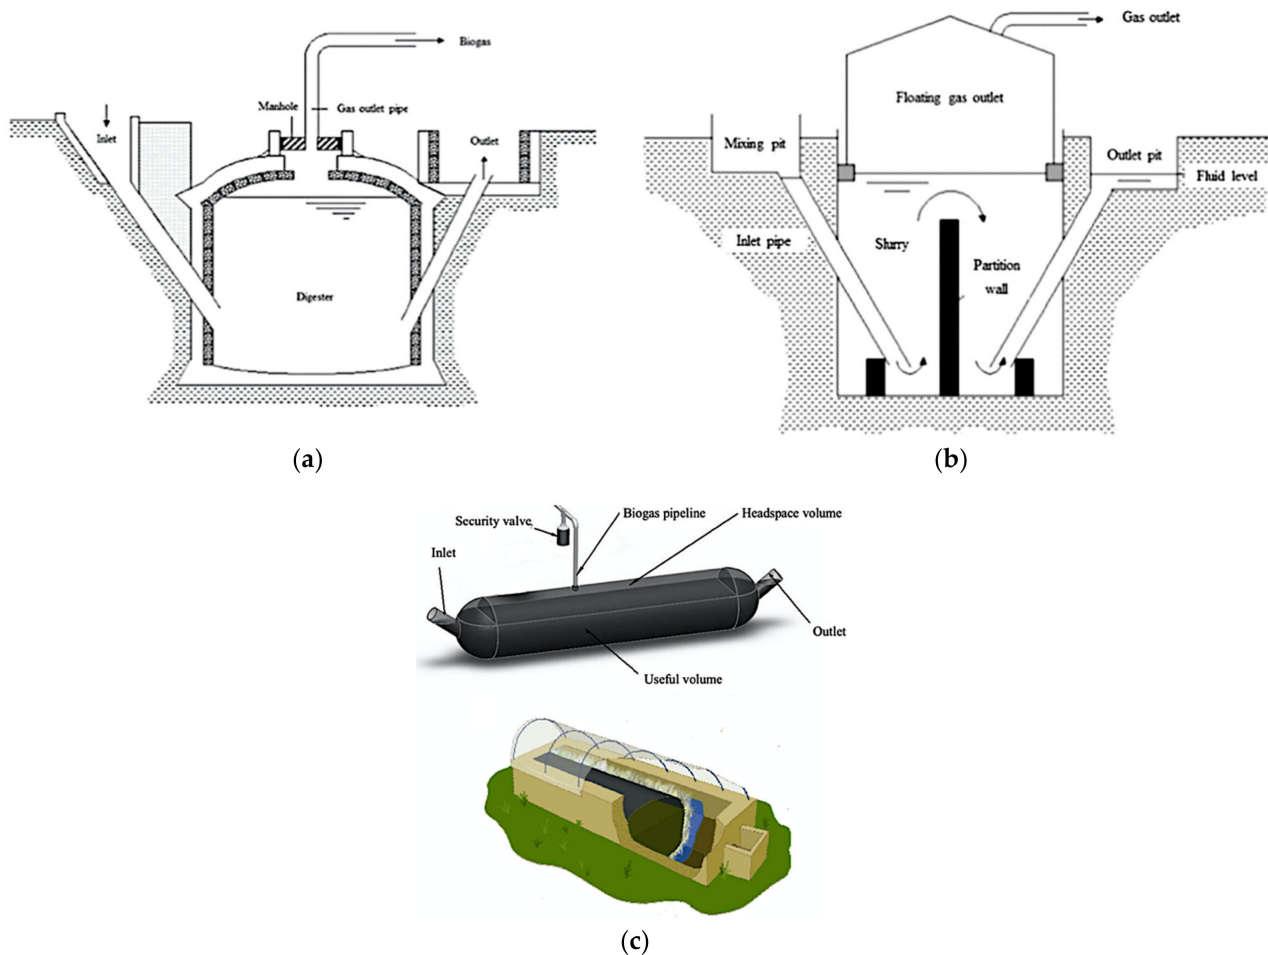 Biogas
Manhole
Gas outlet pipe
Inlet
Outlet
Digester
(a)
Gas outlet
Floating gas outlet
Mixing pit
Outlet pit
Fluid level
Inlet pipe
Slurry
Partition
wall
(b)
Security valve
Biogas pipeline
Headspace volume
Inlet
Outlet
Useful volume
(c)